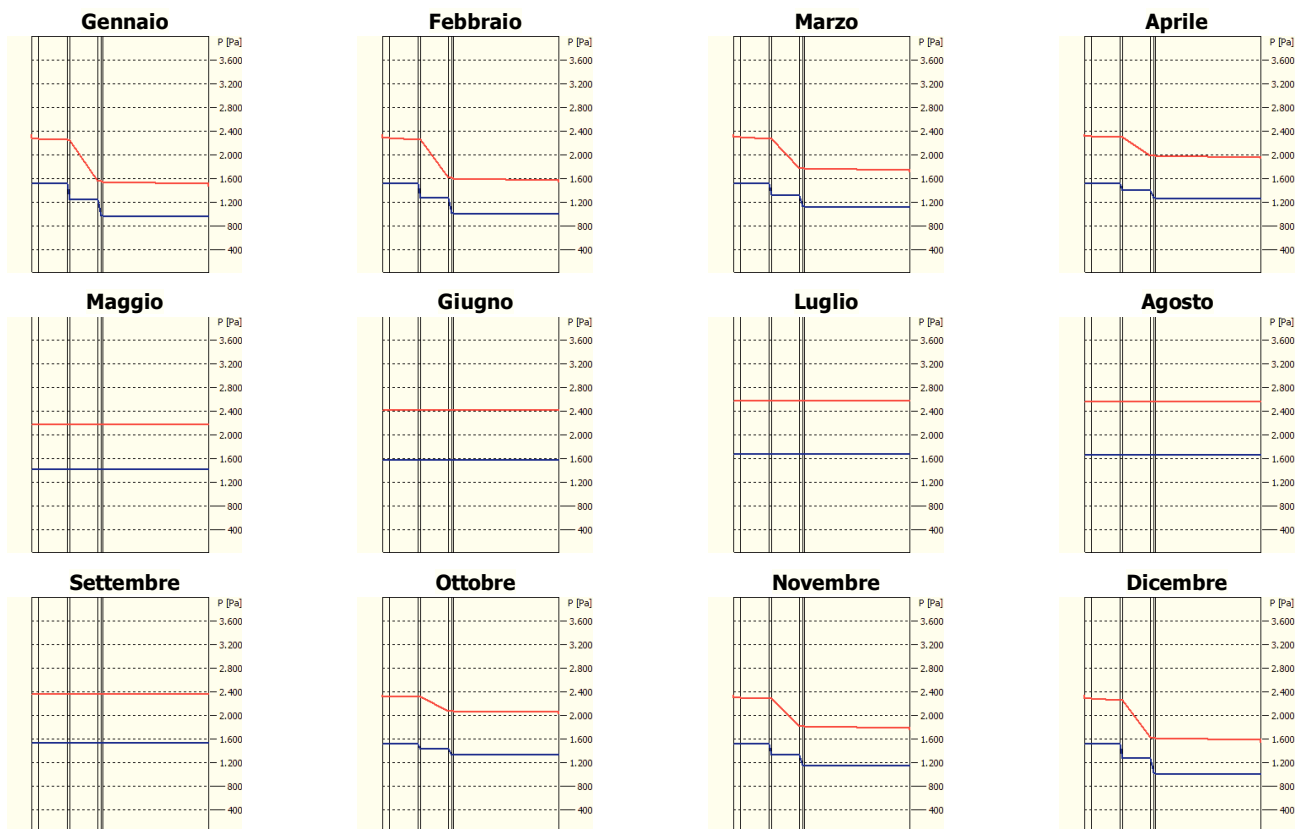 Gennaio Febbraio Marzo Aprile
P [Pa] P [Pa] P [Pa] P [Pa]
3.600 3.600 3.600 3.600
3.200 3.200 3.200 3.200
2.800 2.800 2.800 2.800
2.400 2.400 2.400 2.400
2.000 2.000 2.000 2.000
1.600 1.600 1.600 1.600
1.200 1.200 1.200 1.200
800 800 800 800
400 400 400 400
Maggio Giugno Luglio Agosto
P [Pa] P [Pa] P [Pa] P [Pa]
3.600 3.600 3.600 3.600
3.200 3.200 3.200 3.200
2.800 2.800 2.800 2.800
2.400 2.400 2.400 2.400
2.000 2.000 2.000 2.000
1.600 1.600 1.600 1.600
1.200 1.200 1.200 1.200
800 800 800 800
400 400 400 400
Settembre Ottobre Novembre Dicembre
P [Pa] P [Pa] P [Pa] P [Pa]
3.600 3.600 3.600 3.600
3.200 3.200 3.200 3.200
2.800 2.800 2.800 2.800
2.400 2.400 2.400 2.400
2.000 2.000 2.000 2.000
1.600 1.600 1.600 1.600
1.200 1.200 1.200 1.200
800 800 800 800
400 400 400 400